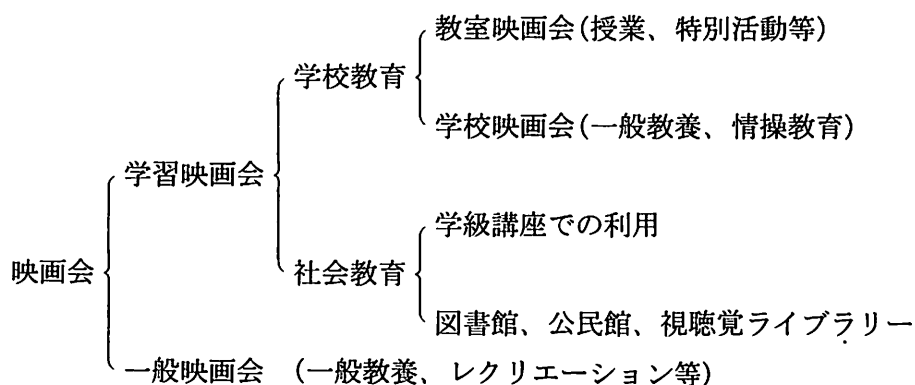 教室映画会(授業、特別活動等)
学校教育
学校映画会(一般教養、情操教育)
学習映画会
学級講座での利用
映画会
社会教育
図書館、公民館、視聴覚ライブラリー
一般映画会 (一般教養、レクリエーション等)